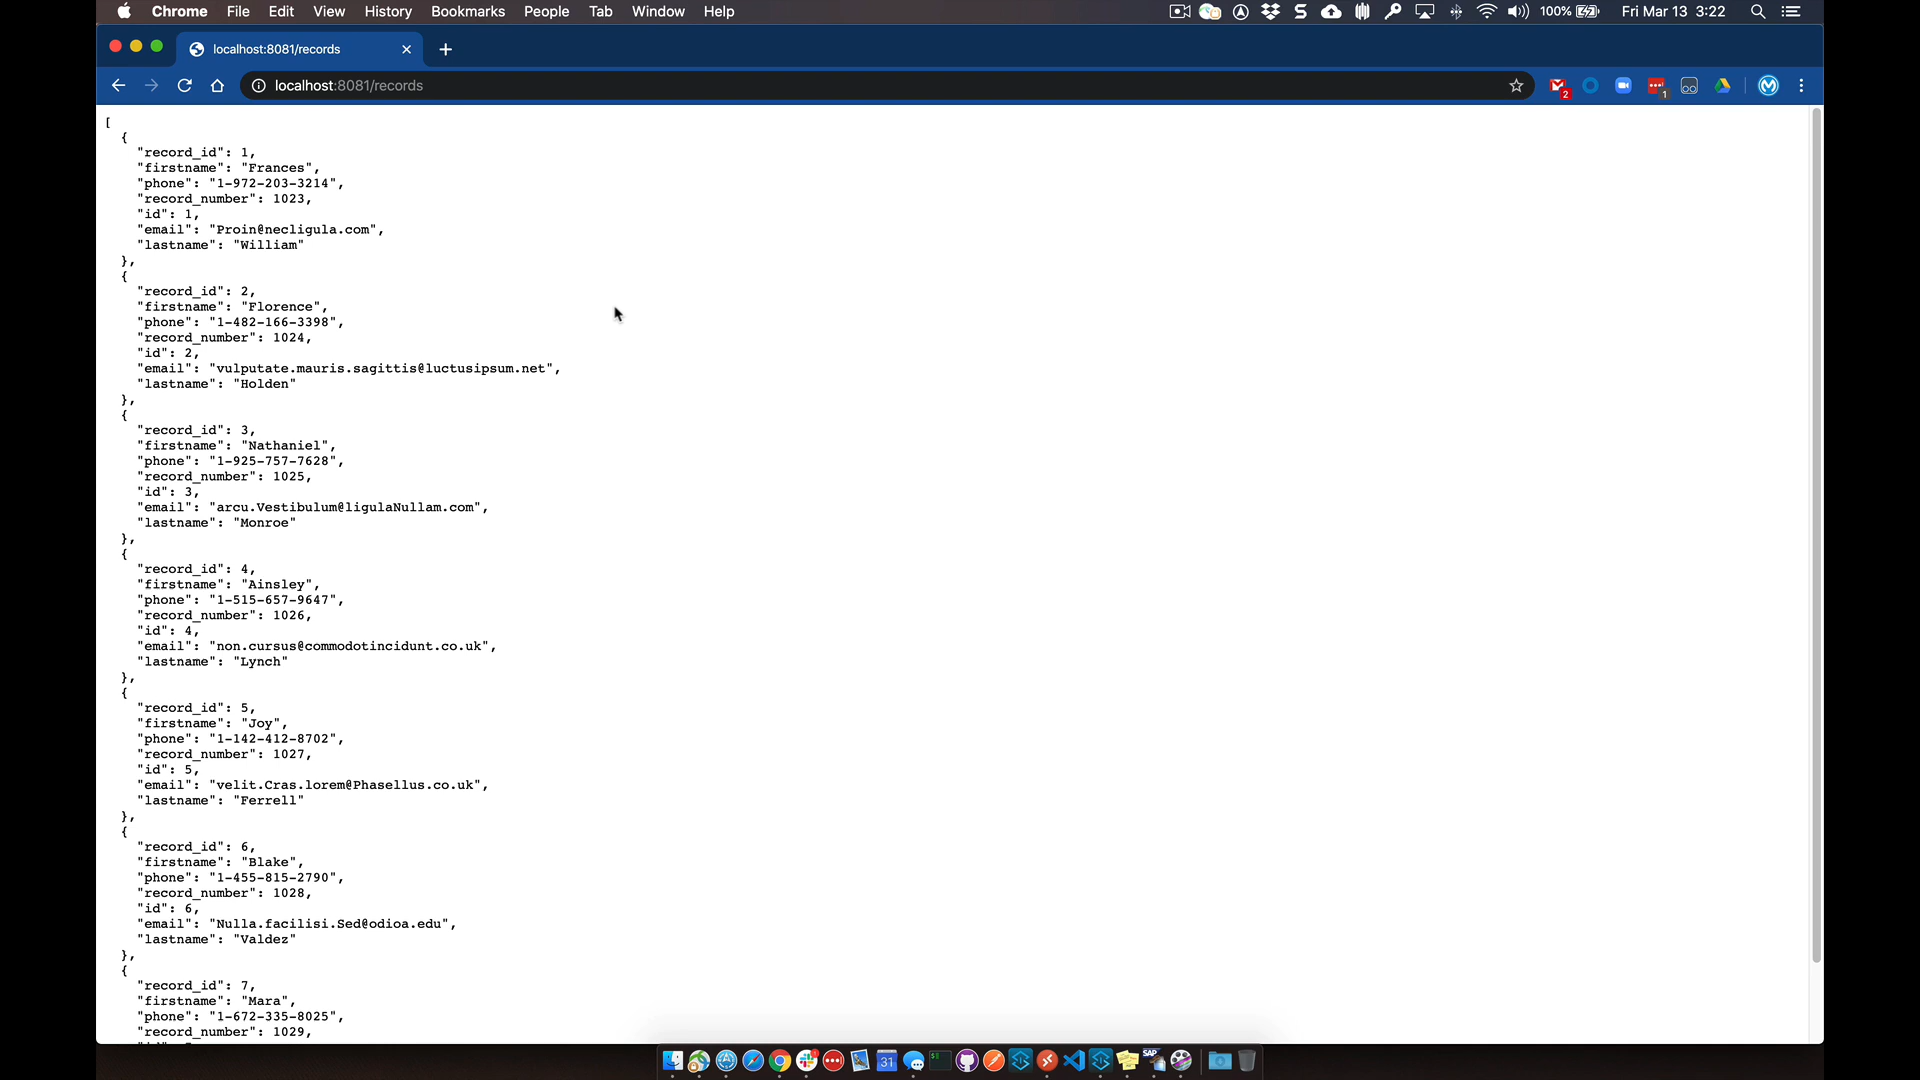 Chrome File Edit View History Bookmarks People Tab Window Help 100% Fri Mar 13 3:22
localhost:8081/records
localhost:8081/records
2
1
[
{
"record_id": 1,
"firstname": "Frances",
"phone": "1-972-203-3214",
"record_number": 1023,
"id": 1,
"email": "Proin@necligula.com",
"lastname": "William"
},
{
"record_id": 2,
"firstname": "Florence",
"phone": "1-482-166-3398",
"record_number": 1024,
"id": 2,
"email": "vulputate.mauris.sagittis@luctusipsum.net",
"lastname": "Holden"
},
{
"record_id": 3,
"firstname": "Nathaniel",
"phone": "1-925-757-7628",
"record_number": 1025,
"id": 3,
"email": "arcu.Vestibulum@ligulaNullam.com",
"lastname": "Monroe"
},
{
"record_id": 4,
"firstname": "Ainsley",
"phone": "1-515-657-9647",
"record_number": 1026,
"id": 4,
"email": "non.cursus@commodotincidunt.co.uk",
"lastname": "Lynch"
},
{
"record_id": 5,
"firstname": "Joy",
"phone": "1-142-412-8702",
"record_number": 1027,
"id": 5,
"email": "velit.Cras.lorem@Phasellus.co.uk",
"lastname": "Ferrell"
},
{
"record_id": 6,
"firstname": "Blake",
"phone": "1-455-815-2790",
"record_number": 1028,
"id": 6,
"email": "Nulla.facilisi.Sed@odioa.edu",
"lastname": "Valdez"
},
{
"record_id": 7,
"firstname": "Mara",
"phone": "1-672-335-8025",
"record_number": 1029,
31
SAP